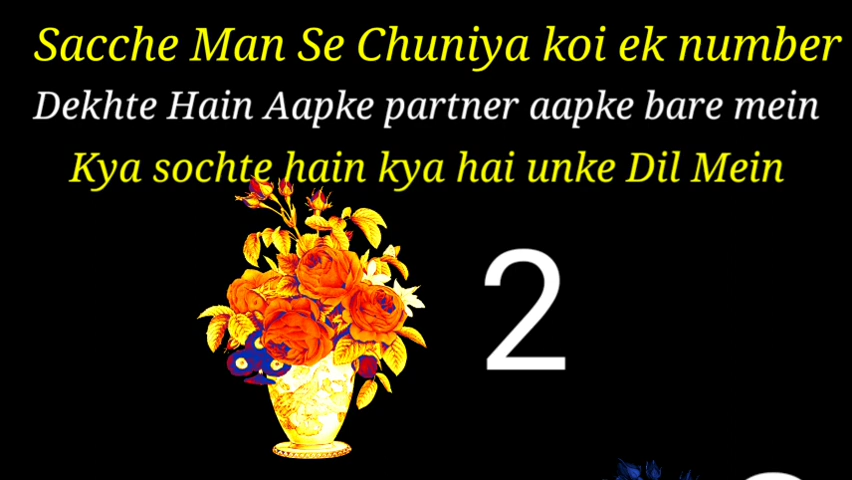 Sacche Man Se Chuniya koi ek number
Dekhte Hain Aapke partner aapke bare mein
Kya sochte hain kya hai unke Dil Mein
2